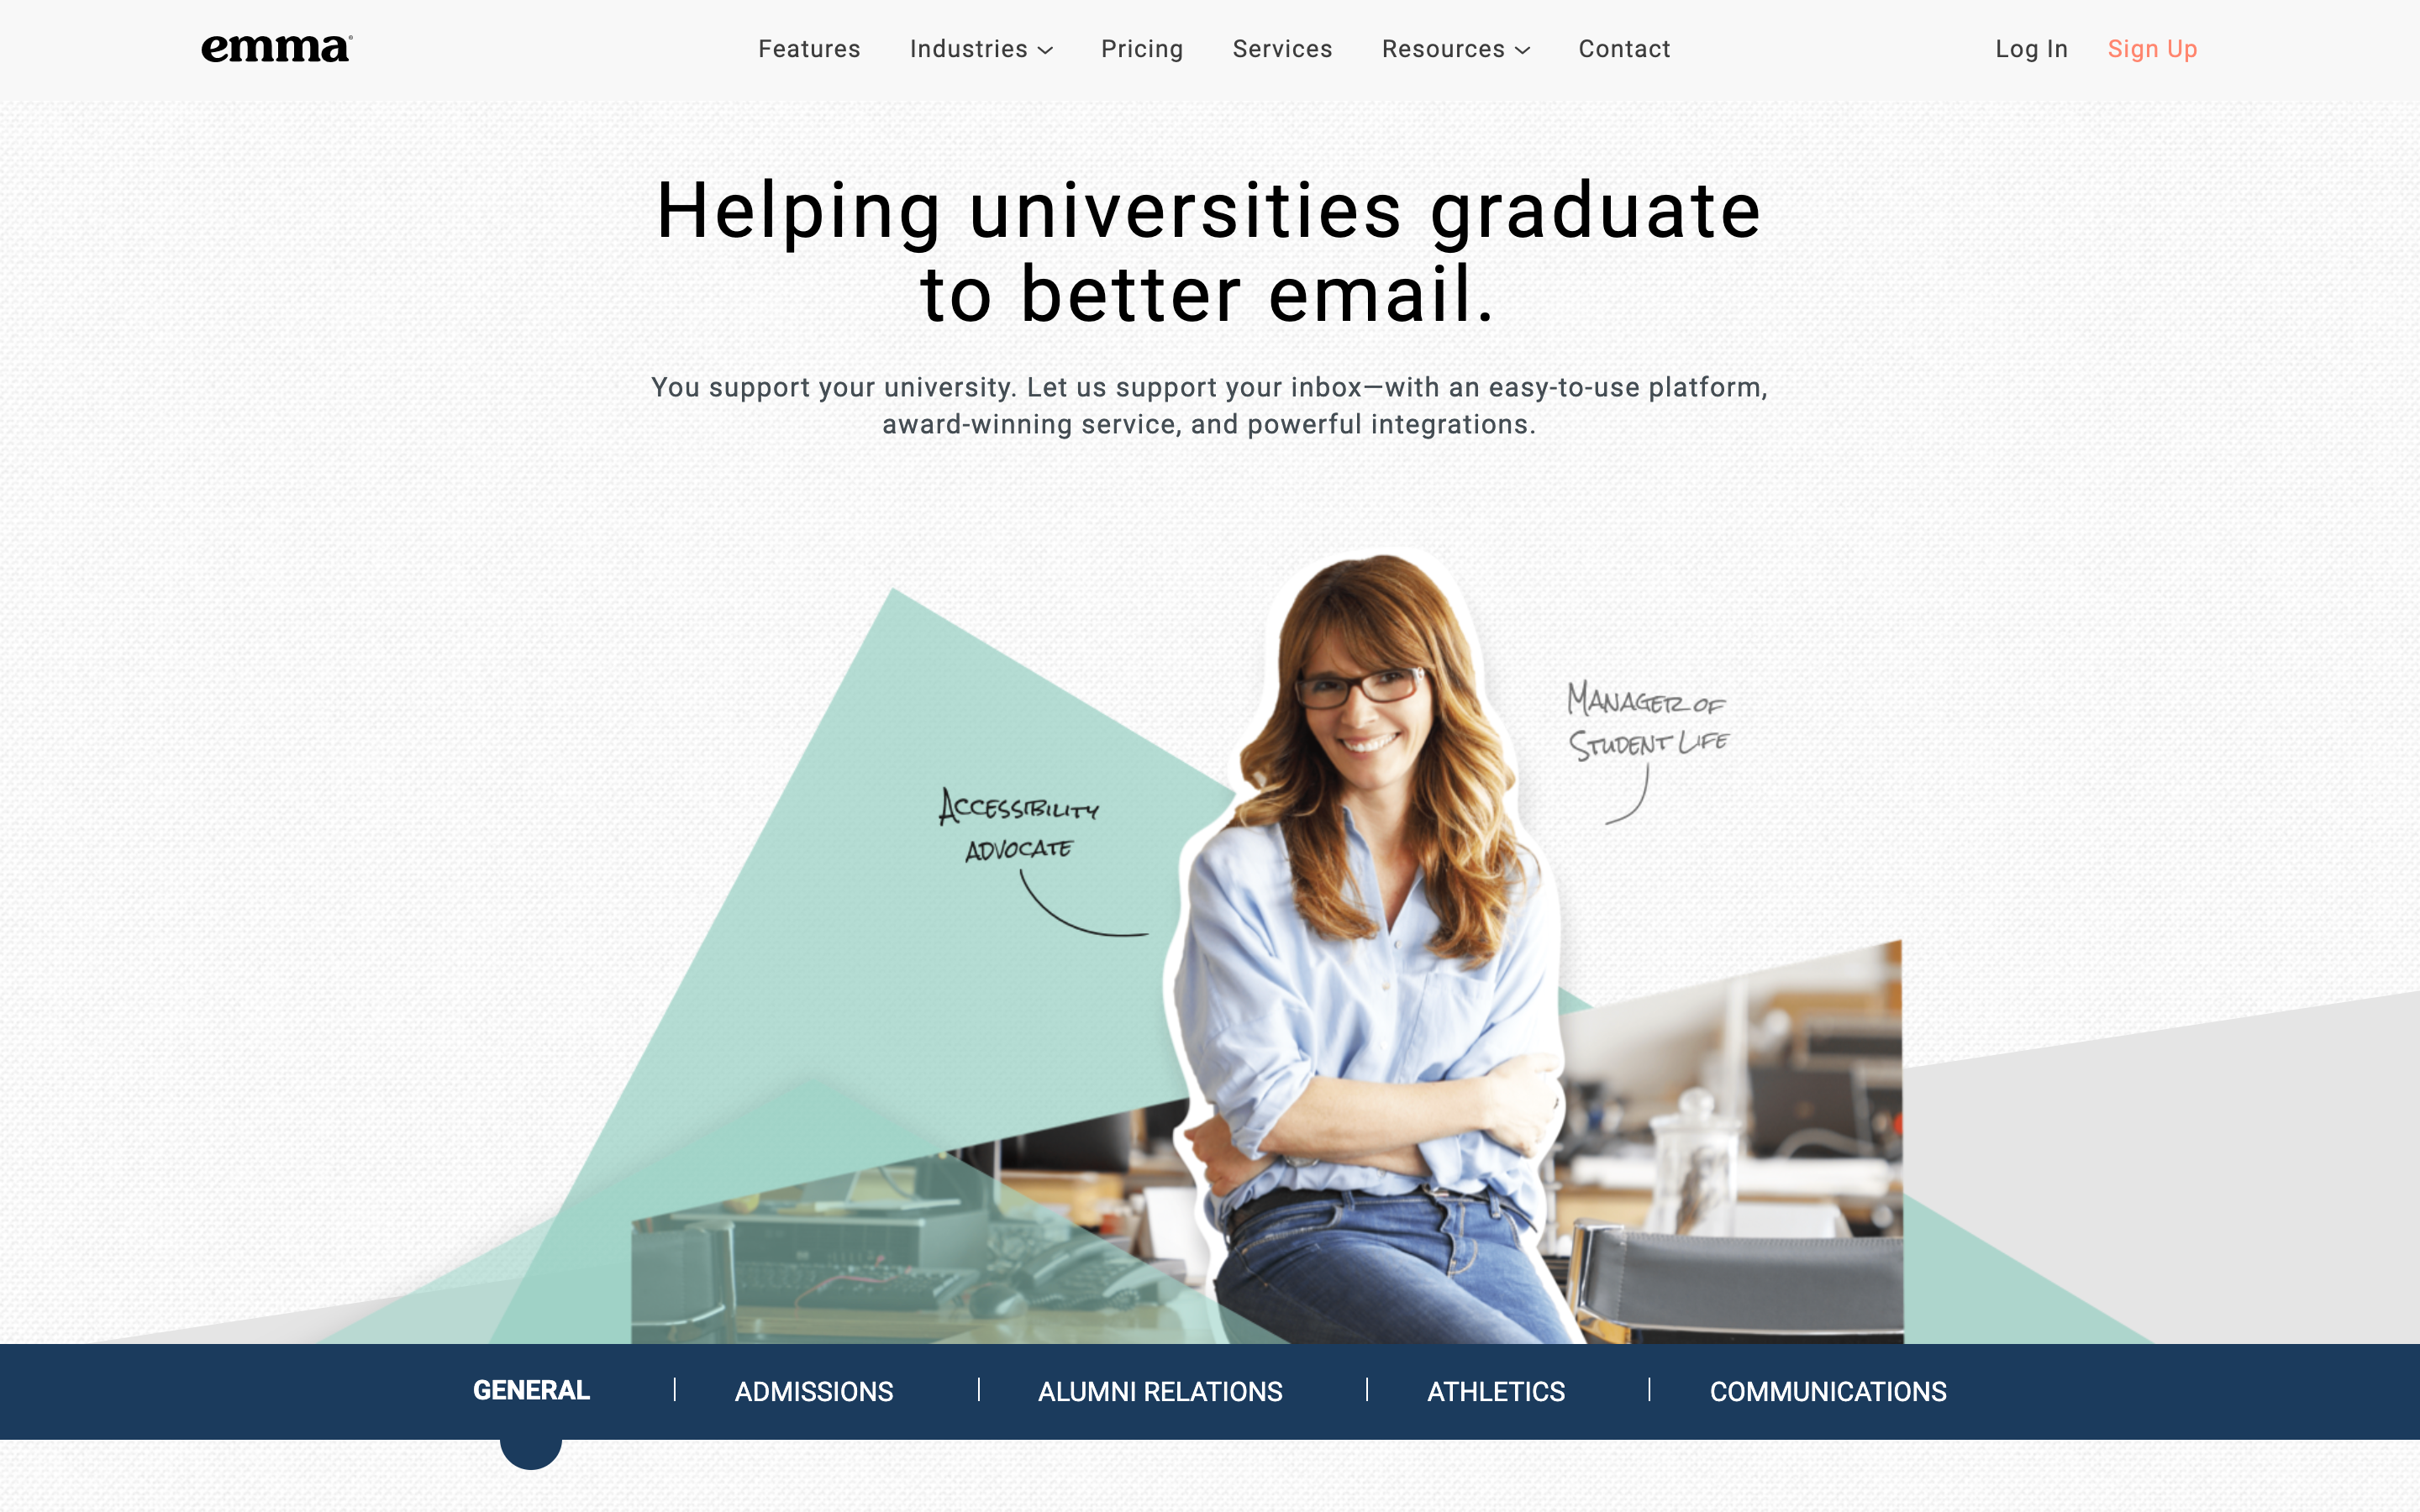 emma
Features Industries Pricing Services Resources Contact Log In Sign Up
Helping universities graduate
to better email.
You support your university. Let us support your inbox—with an easy-to-use platform,
award-winning service, and powerful integrations.
MANAGER OF
STUDENT LIFE
ACCESSIBILITY
ADVOCATE
GENERAL | ADMISSIONS | ALUMNI RELATIONS | ATHLETICS | COMMUNICATIONS